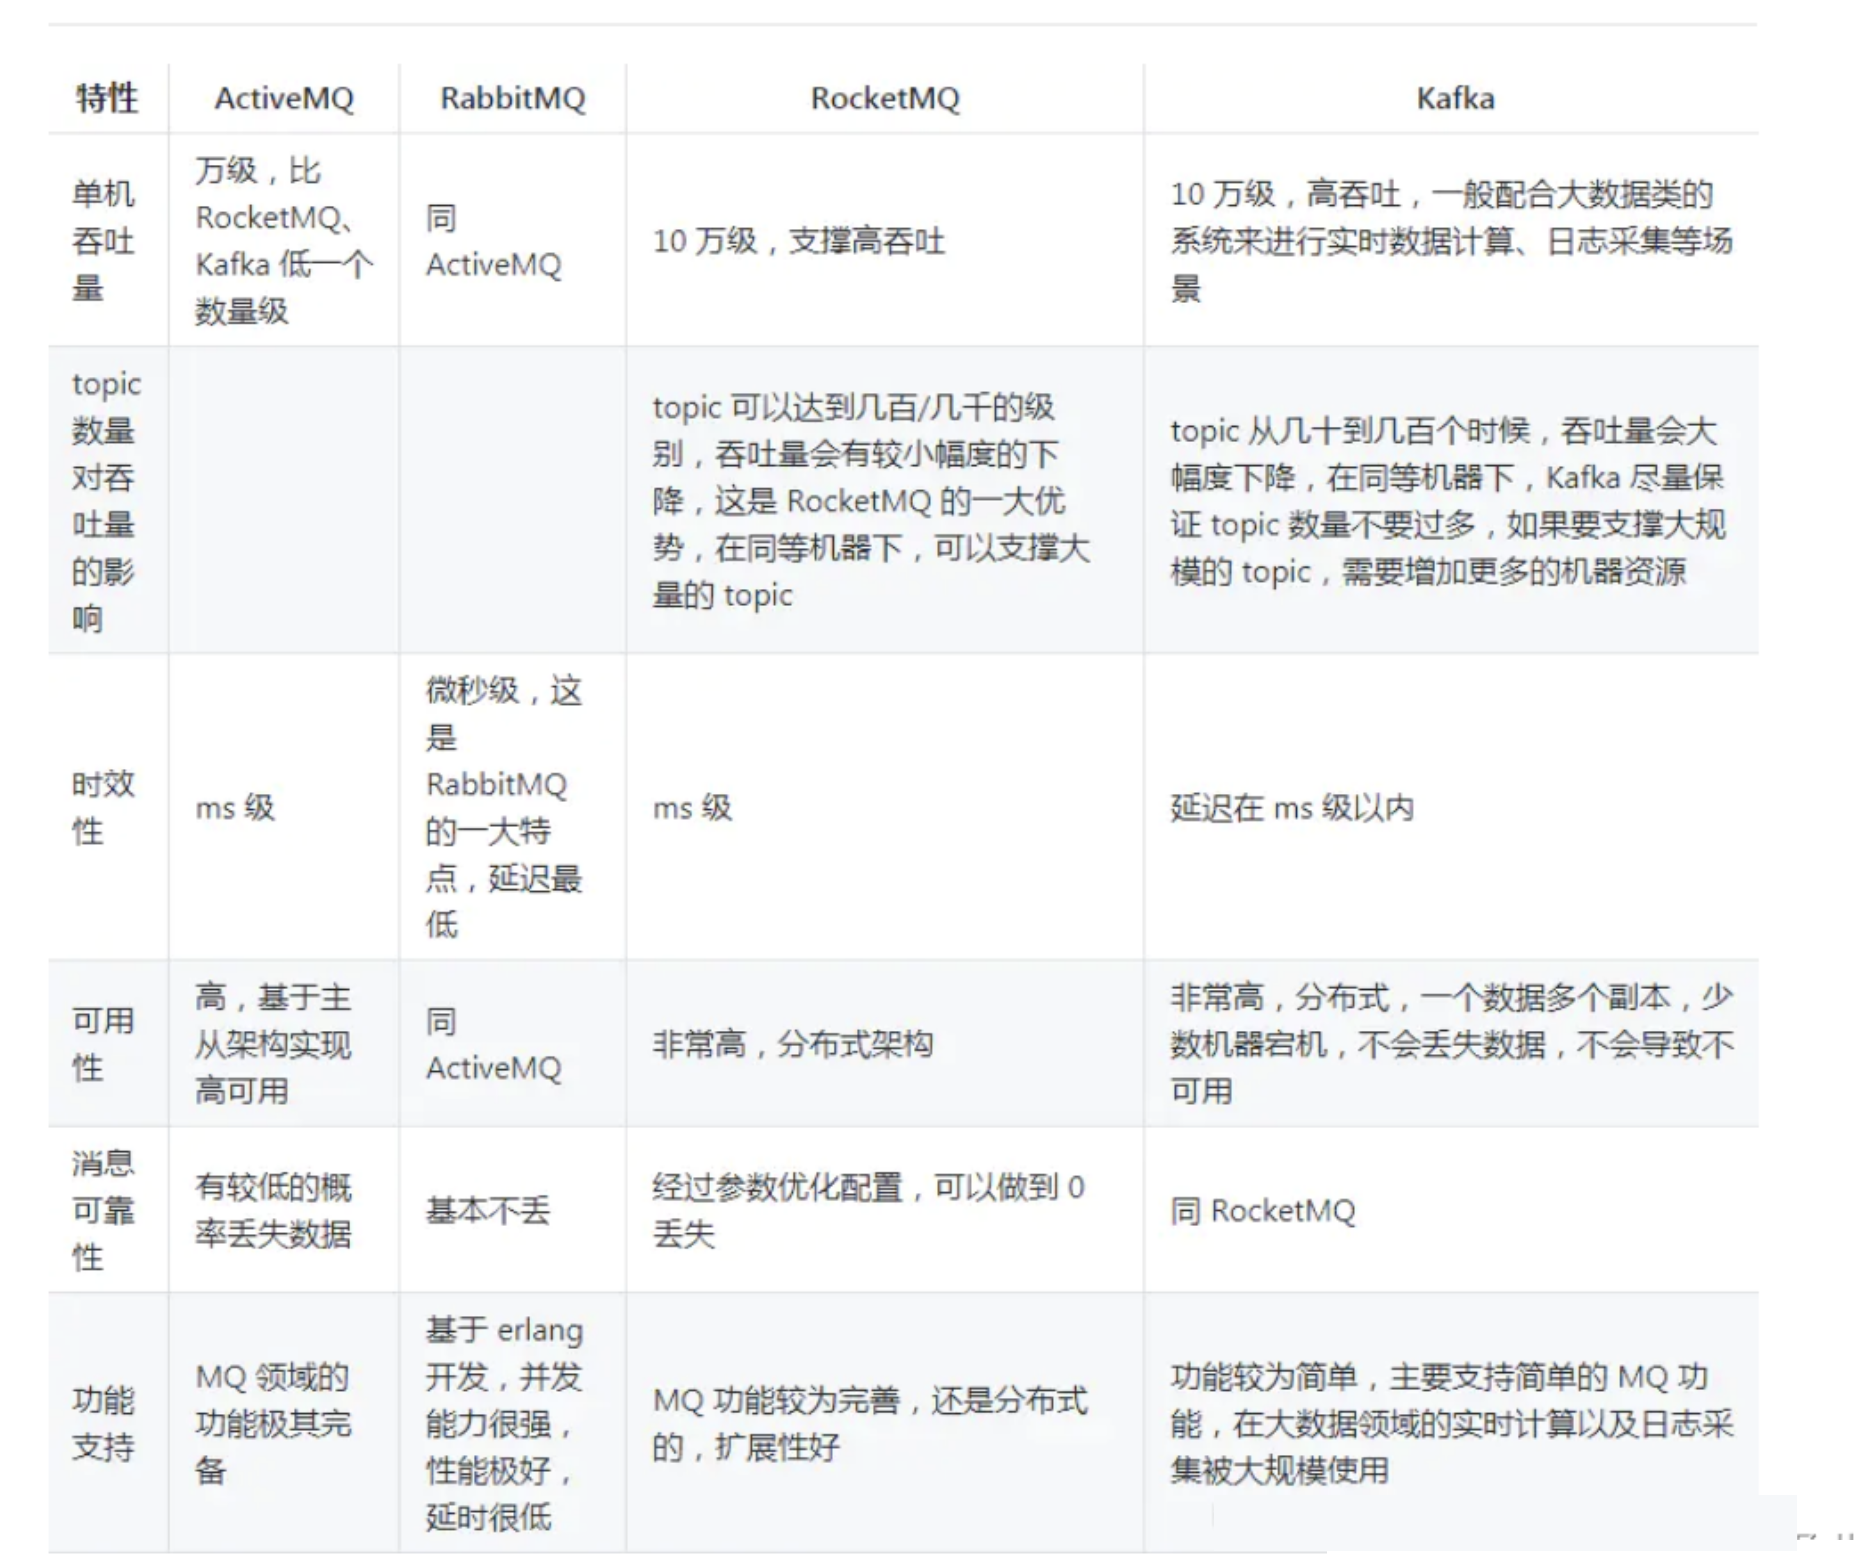 特性
ActiveMQ
RabbitMQ
RocketMQ
Kafka
单机
吞吐
量
万级，比
RocketMQ、
Kafka 低一个
数量级
同
ActiveMQ
10 万级，支撑高吞吐
10 万级，高吞吐，一般配合大数据类的
系统来进行实时数据计算、日志采集等场
景
topic
数量
对吞
吐量
的影
响
topic 可以达到几百/几千的级
别，吞吐量会有较小幅度的下
降，这是 RocketMQ 的一大优
势，在同等机器下，可以支撑大
量的 topic
topic 从几十到几百个时候，吞吐量会大
幅度下降，在同等机器下，Kafka 尽量保
证 topic 数量不要过多，如果要支撑大规
模的 topic，需要增加更多的机器资源
时效
性
ms 级
微秒级，这
是
RabbitMQ
的一大特
点，延迟最
低
ms 级
延迟在 ms 级以内
可用
性
高，基于主
从架构实现
高可用
同
ActiveMQ
非常高，分布式架构
非常高，分布式，一个数据多个副本，少
数机器宕机，不会丢失数据，不会导致不
可用
消息
可靠
性
有较低的概
率丢失数据
基本不丢
经过参数优化配置，可以做到 0
丢失
同 RocketMQ
功能
支持
MQ 领域的
功能极其完
备
基于 erlang
开发，并发
能力很强，
性能极好，
延时很低
MQ 功能较为完善，还是分布式
的，扩展性好
功能较为简单，主要支持简单的 MQ 功
能，在大数据领域的实时计算以及日志采
集被大规模使用